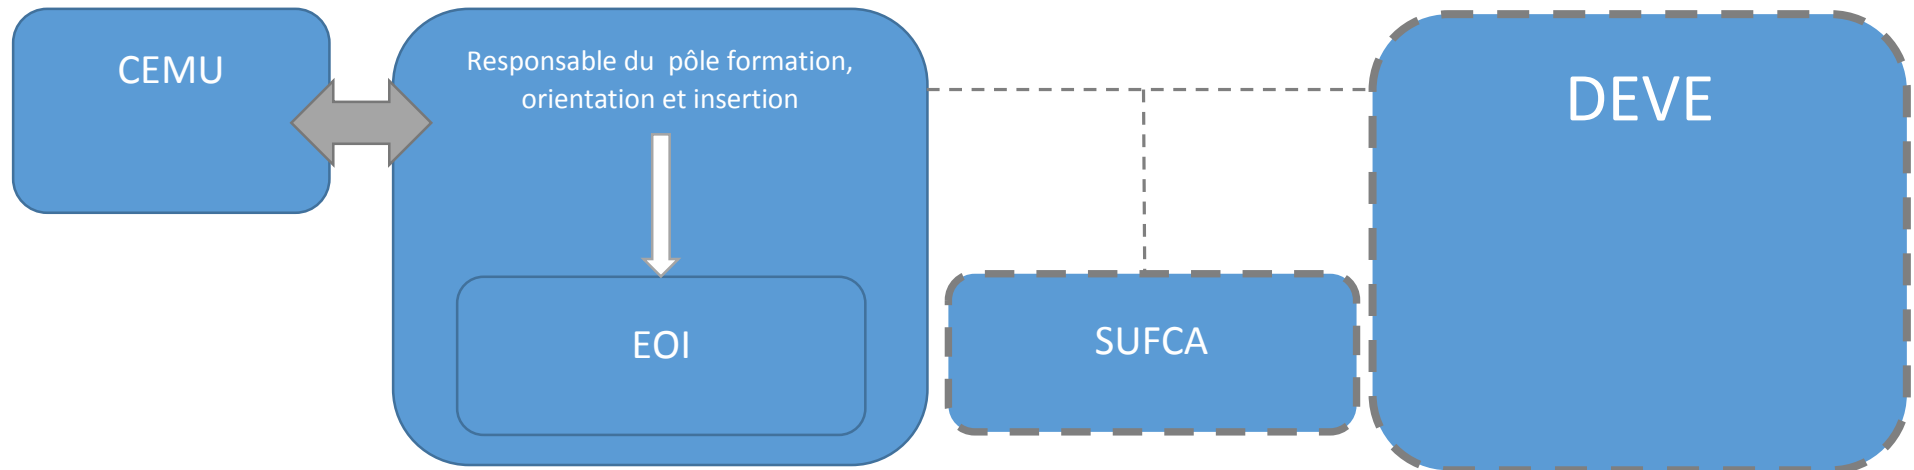 CEMU
Responsable du pôle formation,
orientation et insertion
EOI
SUFCA
DEVE